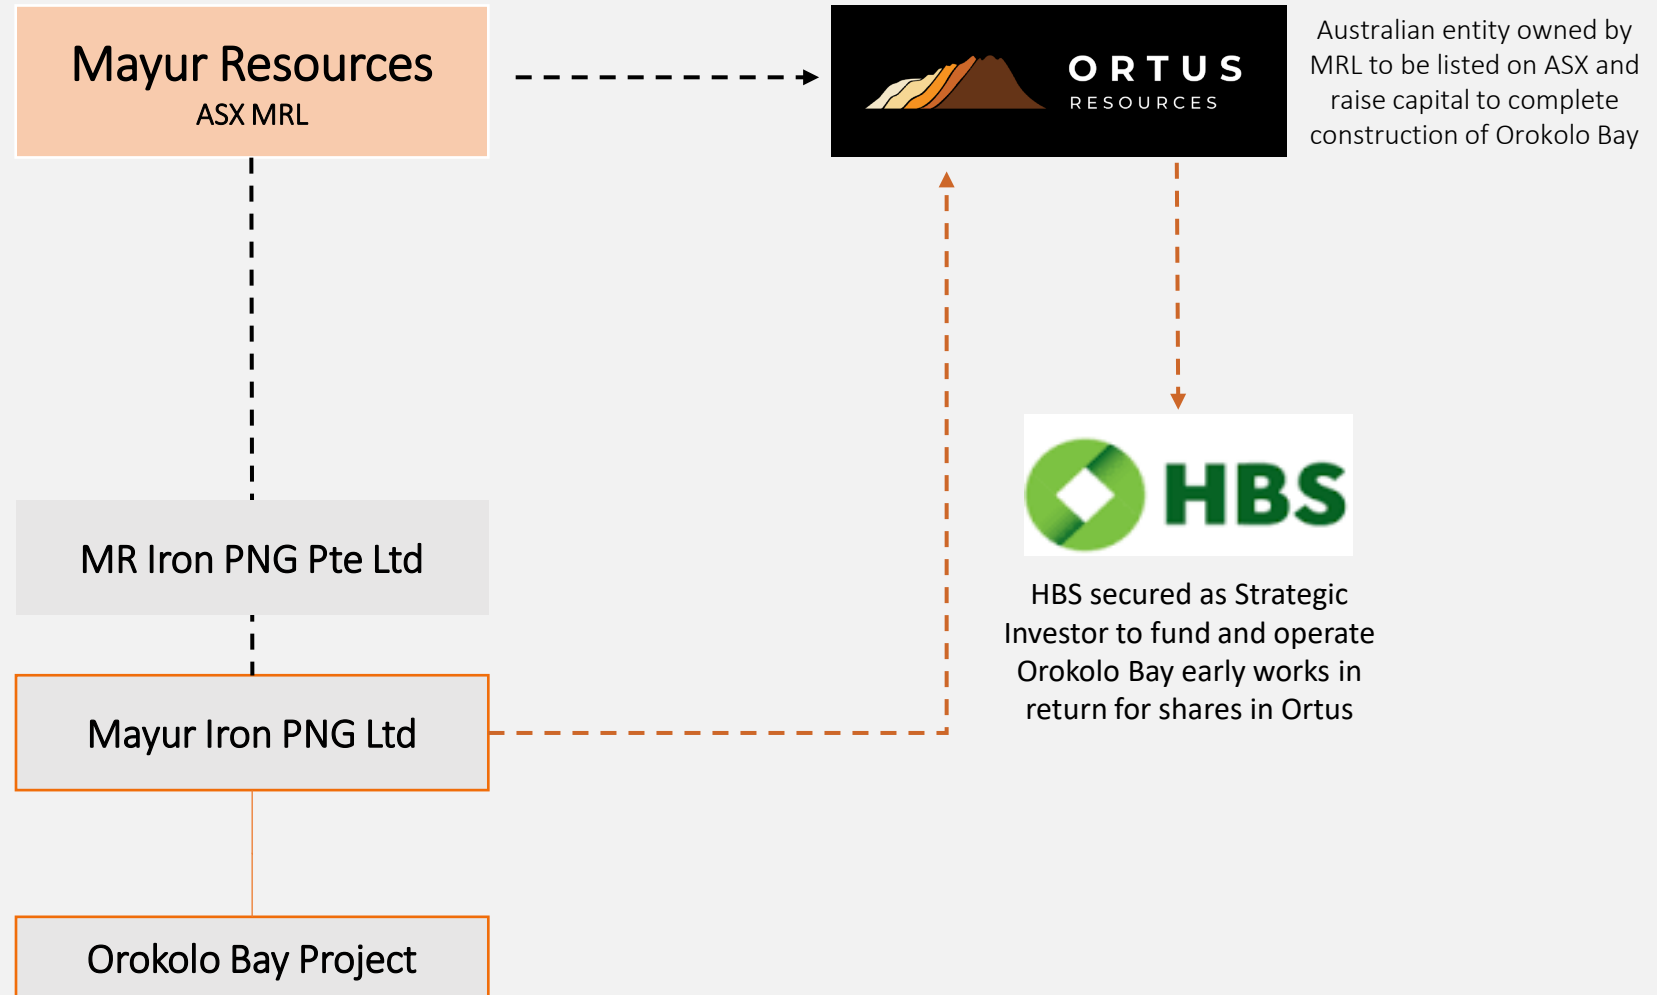 Mayur Resources
ASX MRL
ORTUS
RESOURCES
Australian entity owned by
MRL to be listed on ASX and
raise capital to complete
construction of Orokolo Bay
HBS
HBS secured as Strategic
Investor to fund and operate
Orokolo Bay early works in
return for shares in Ortus
MR Iron PNG Pte Ltd
Mayur Iron PNG Ltd
Orokolo Bay Project